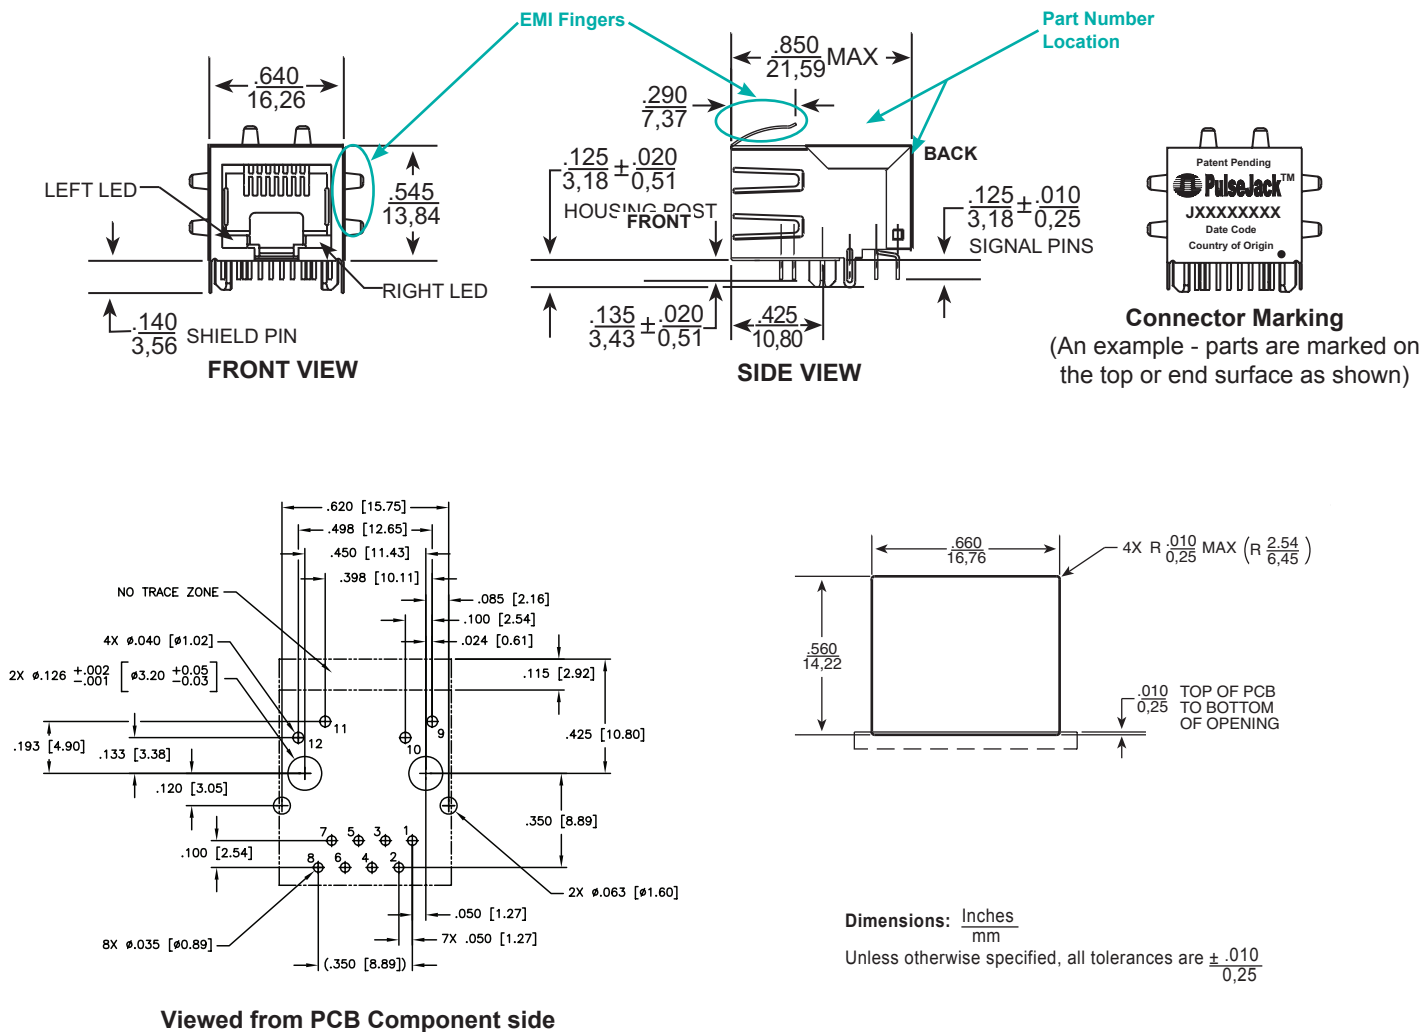 EMI Fingers
Part Number
Location
.640
16,26
.850 MAX
21,59
.290
7,37
BACK
LEFT LED
.545
13,84
.125 ± .020
3,18 0,51
HOUSING POST
FRONT
.125 ± .010
3,18 0,25
SIGNAL PINS
RIGHT LED
.140 SHIELD PIN
3,56
FRONT VIEW
.135 ± .020
3,43 0,51
.425
10,80
SIDE VIEW
Patent Pending
PulseJack™
JXXXXXXXX
Date Code
Country of Origin
Connector Marking
(An example - parts are marked on
the top or end surface as shown)
.620 [15.75]
.498 [12.65]
.450 [11.43]
.398 [10.11]
NO TRACE ZONE
.085 [2.16]
.100 [2.54]
4X ø.040 [ø1.02]
.024 [0.61]
2X ø.126 +.002 -.001 [ø3.20 +0.05 -0.03]
.115 [2.92]
11
9
12
10
.193 [4.90]
.133 [3.38]
.425 [10.80]
.120 [3.05]
.350 [8.89]
7 5 3 1
.100 [2.54]
8 6 4 2
2X ø.063 [ø1.60]
.050 [1.27]
8X ø.035 [ø0.89]
7X .050 [1.27]
(.350 [8.89])
Viewed from PCB Component side
.660
16,76
4X R .010 MAX (R 2.54)
0,25 6,45
.560
14,22
.010 TOP OF PCB
0,25 TO BOTTOM
OF OPENING
Dimensions: Inches
mm
Unless otherwise specified, all tolerances are ± .010
0,25